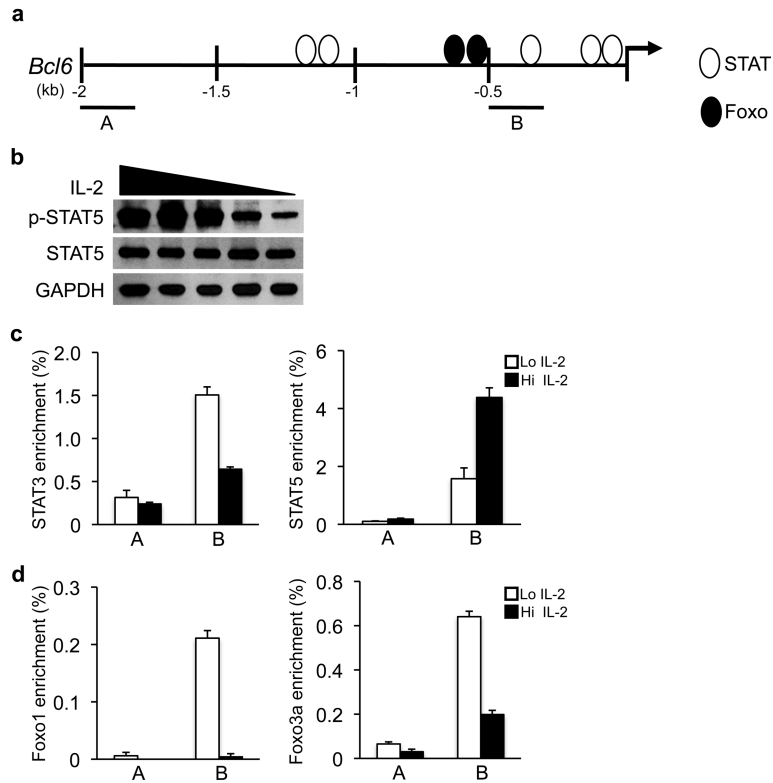 a
Bcl6
(kb)
-2
-1.5
-1
-0.5
A
B
STAT
Foxo
b
IL-2
p-STAT5
STAT5
GAPDH
c
STAT3 enrichment (%)
2.0
1.5
1.0
0.5
0
A
B
STAT5 enrichment (%)
6
4
2
0
A
B
Lo IL-2
Hi IL-2
d
Foxo1 enrichment (%)
0.3
0.2
0.1
0
A
B
Foxo3a enrichment (%)
0.8
0.6
0.4
0.2
0
A
B
Lo IL-2
Hi IL-2